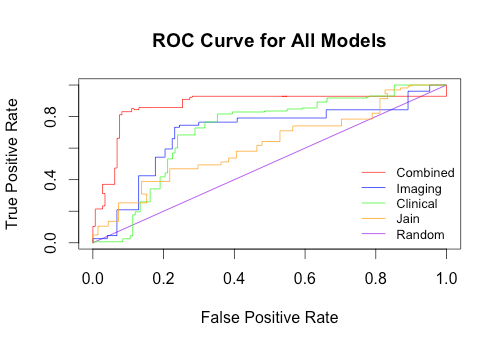 ROC Curve for All Models
True Positive Rate
0.8
0.4
0.0
Combined
Imaging
Clinical
Jain
Random
0.0 0.2 0.4 0.6 0.8 1.0
False Positive Rate